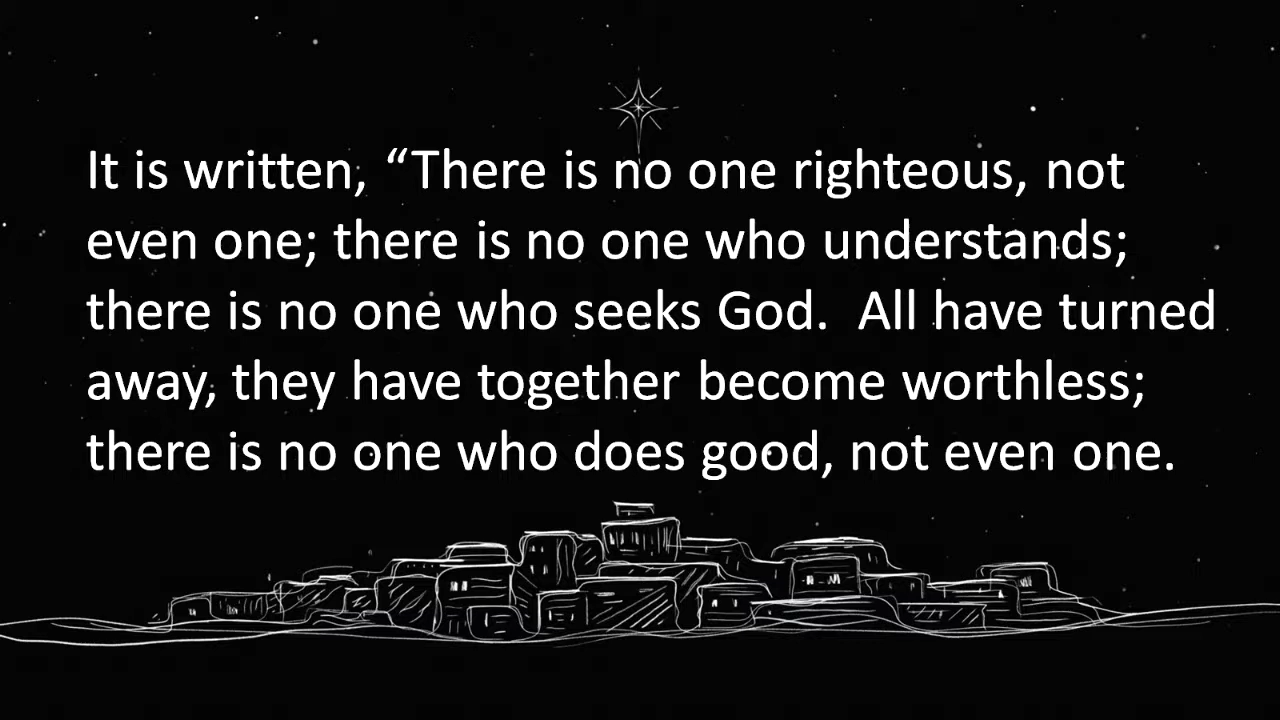 It is written, “There is no one righteous, not
even one; there is no one who understands;
there is no one who seeks God.  All have turned
away, they have together become worthless;
there is no one who does good, not even one.